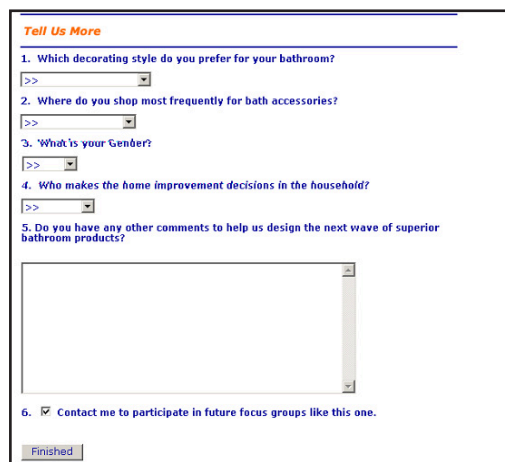 Tell Us More
1. Which decorating style do you prefer for your bathroom?
>>
2. Where do you shop most frequently for bath accessories?
>>
3. What is your Gender?
>>
4. Who makes the home improvement decisions in the household?
>>
5. Do you have any other comments to help us design the next wave of superior
bathroom products?
6. Contact me to participate in future focus groups like this one.
Finished